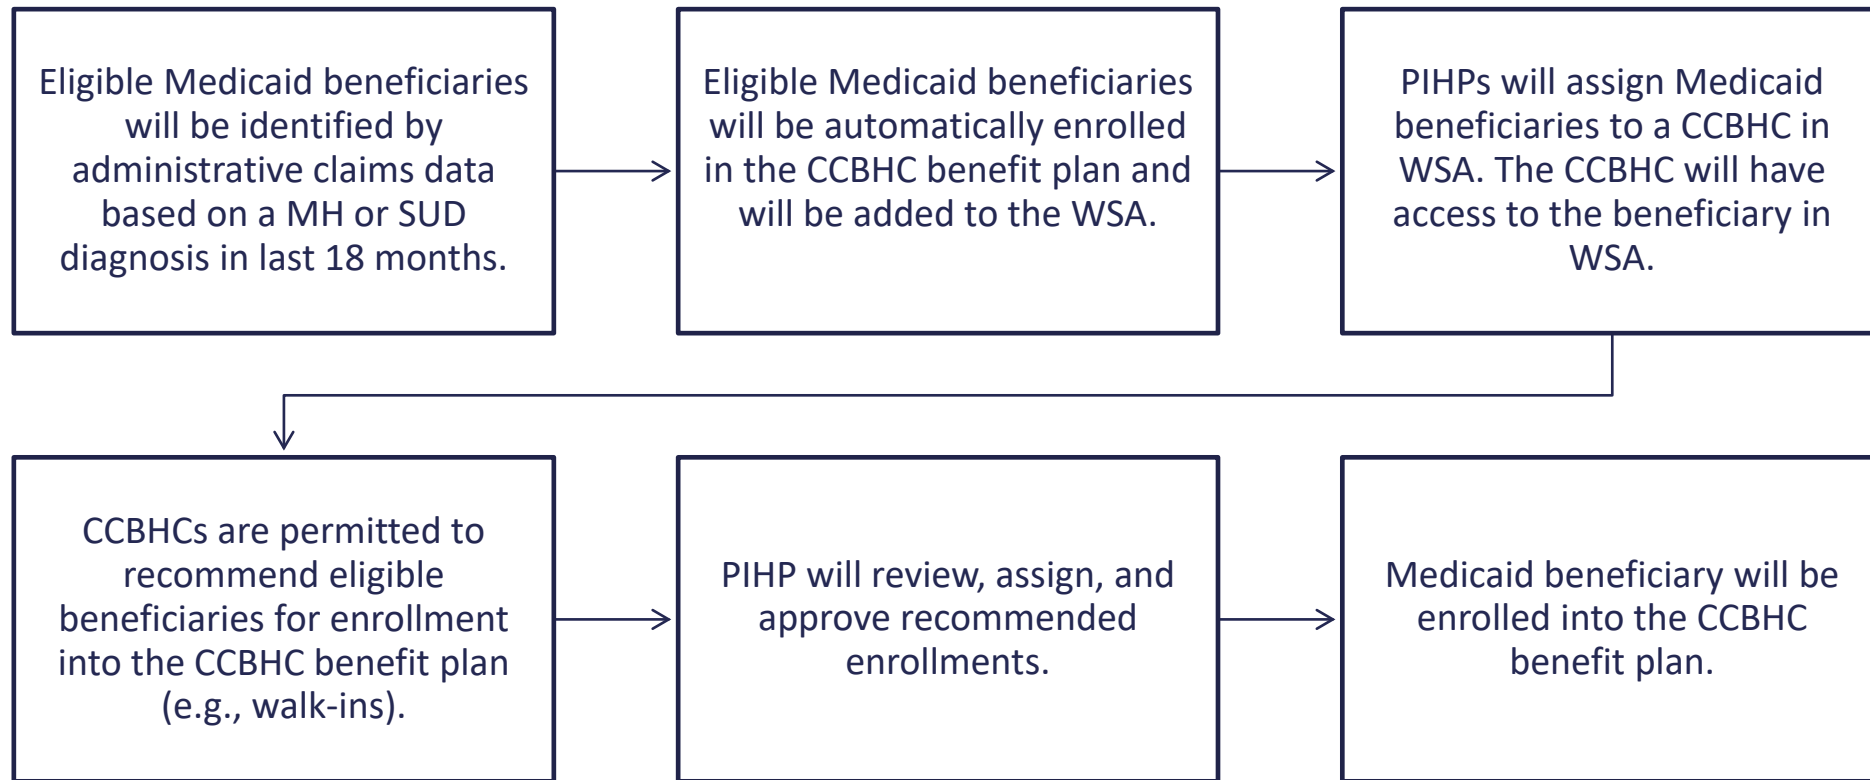 Eligible Medicaid beneficiaries
will be identified by
administrative claims data
based on a MH or SUD
diagnosis in last 18 months.
Eligible Medicaid beneficiaries
will be automatically enrolled
in the CCBHC benefit plan and
will be added to the WSA.
PIHPs will assign Medicaid
beneficiaries to a CCBHC in
WSA. The CCBHC will have
access to the beneficiary in
WSA.
CCBHCs are permitted to
recommend eligible
beneficiaries for enrollment
into the CCBHC benefit plan
(e.g., walk-ins).
PIHP will review, assign, and
approve recommended
enrollments.
Medicaid beneficiary will be
enrolled into the CCBHC
benefit plan.